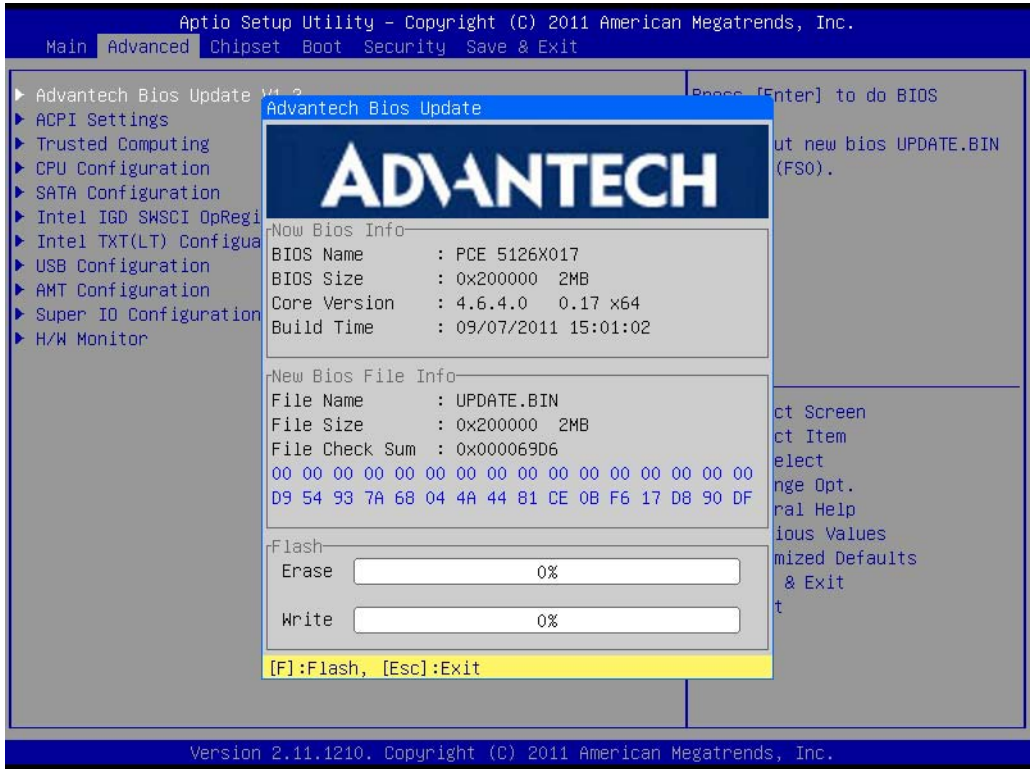 Aptio Setup Utility – Copyright (C) 2011 American Megatrends, Inc.
Main Advanced Chipset Boot Security Save & Exit
Advantech Bios Update V1.2
ACPI Settings
Trusted Computing
CPU Configuration
SATA Configuration
Intel IGD SWSCI OpRegi
Intel TXT(LT) Configua
USB Configuration
AMT Configuration
Super IO Configuration
H/W Monitor
Advantech Bios Update
ADVANTECH
Now Bios Info
BIOS Name : PCE 5126X017
BIOS Size : 0x200000 2MB
Core Version : 4.6.4.0 0.17 x64
Build Time : 09/07/2011 15:01:02
New Bios File Info
File Name : UPDATE.BIN
File Size : 0x200000 2MB
File Check Sum : 0x000069D6
00 00 00 00 00 00 00 00 00 00 00 00 00 00 00 00
D9 54 93 7A 68 04 4A 44 81 CE 0B F6 17 D8 90 DF
Flash
Erase 0%
Write 0%
[F]:Flash, [Esc]:Exit
Press [Enter] to do BIOS
ut new bios UPDATE.BIN
(FS0).
ct Screen
ct Item
elect
nge Opt.
ral Help
ious Values
mized Defaults
& Exit
t
Version 2.11.1210. Copyright (C) 2011 American Megatrends, Inc.